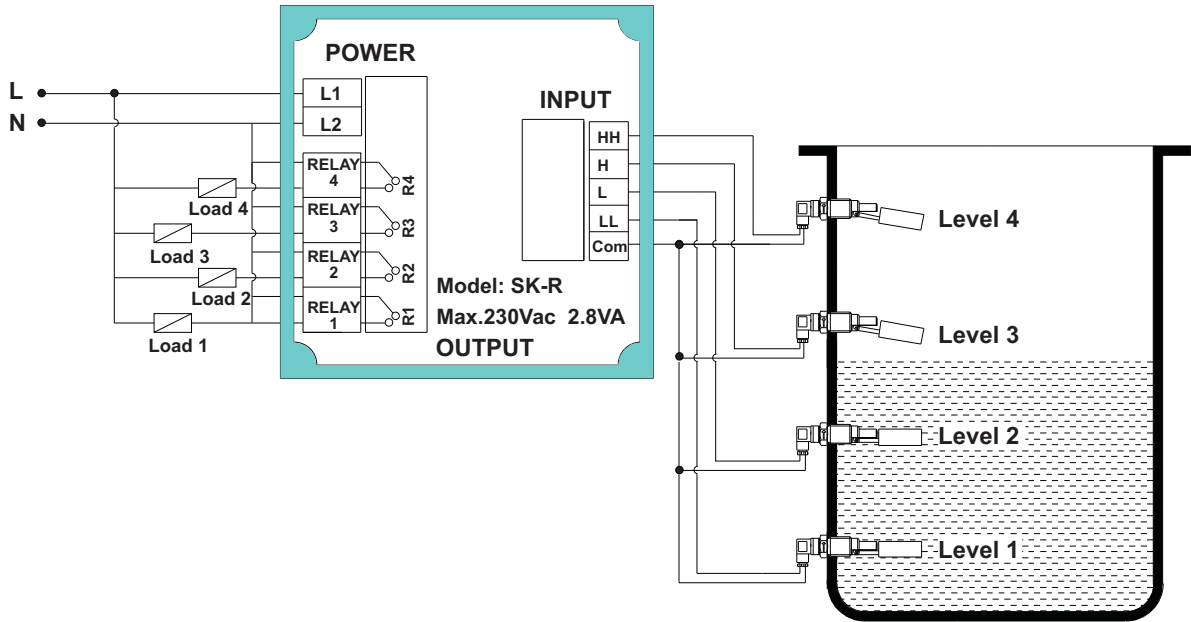 POWER
L
N
L1
L2
INPUT
HH
H
L
LL
Com
RELAY
4
R4
Load 4
RELAY
3
R3
Load 3
RELAY
2
R2
Load 2
RELAY
1
R1
Load 1
Model: SK-R
Max.230Vac 2.8VA
OUTPUT
Level 4
Level 3
Level 2
Level 1